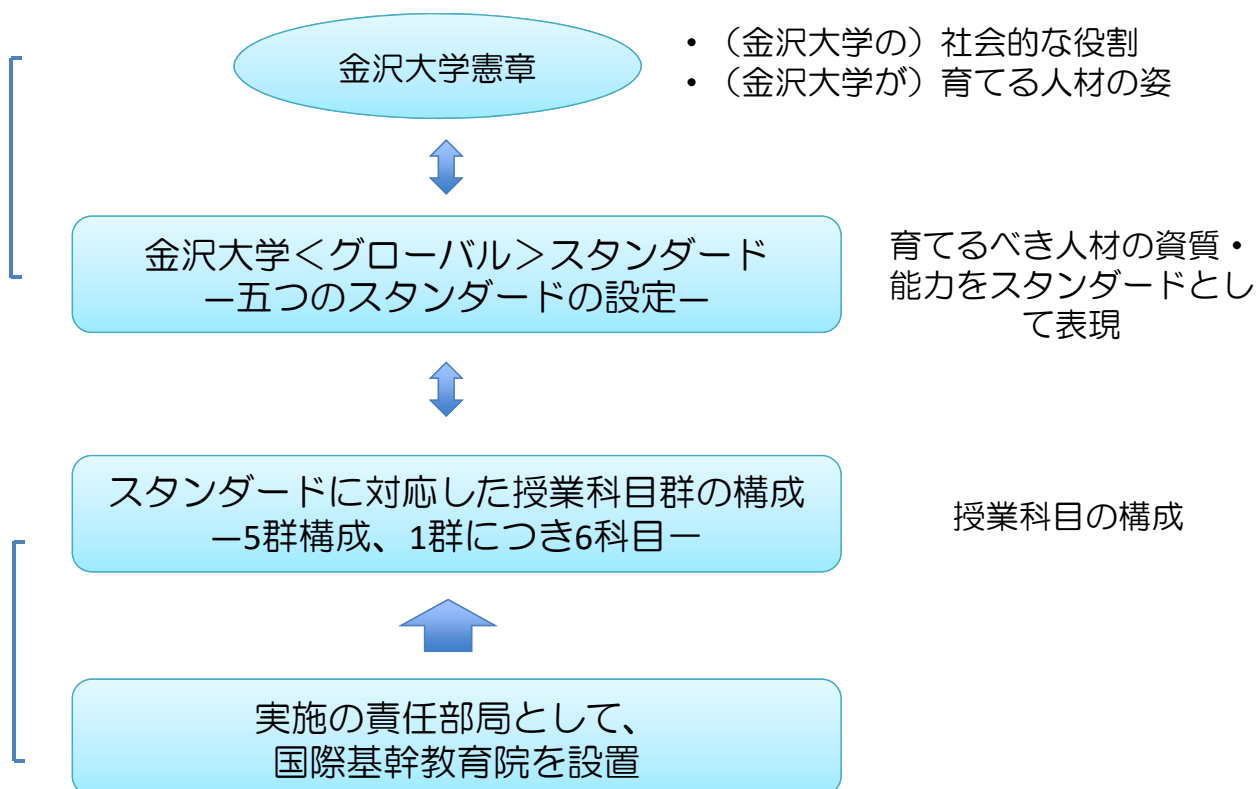 金沢大学憲章
• （金沢大学の）社会的な役割
• （金沢大学が）育てる人材の姿
金沢大学＜グローバル＞スタンダード
—五つのスタンダードの設定—
育てるべき人材の資質・
能力をスタンダードとし
て表現
スタンダードに対応した授業科目群の構成
—5群構成、1群につき6科目ー
授業科目の構成
実施の責任部局として、
国際基幹教育院を設置